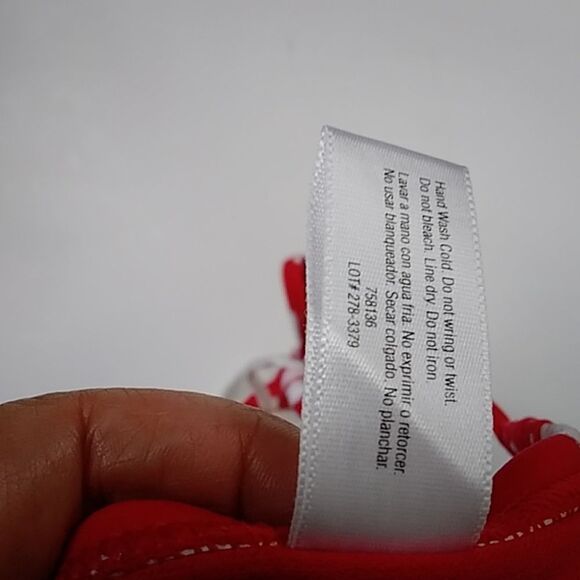 Hand Wash Cold. Do not wring or twist.
Do not bleach. Line dry. Do not iron.
Lavar a mano con agua fria. No exprimir o retorcer.
No usar blanqueador. Secar colgado. No planchar.
758136
LOT# 278-3379